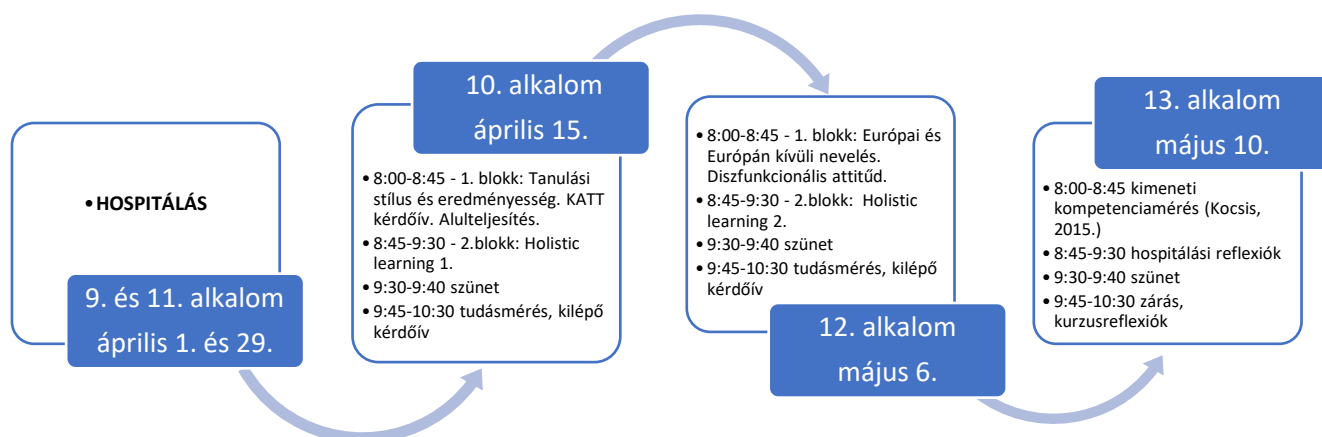 • HOSPITÁLÁS
9. és 11. alkalom
április 1. és 29.
10. alkalom
április 15.
• 8:00-8:45 - 1. blokk: Tanulási
stílus és eredményesség. KATT
kérdőív. Alulteljesítés.
• 8:45-9:30 - 2.blokk: Holistic
learning 1.
• 9:30-9:40 szünet
• 9:45-10:30 tudásmérés, kilépő
kérdőív
• 8:00-8:45 - 1. blokk: Európai és
Európán kívüli nevelés.
Diszfunkcionális attitűd.
• 8:45-9:30 - 2.blokk: Holistic
learning 2.
• 9:30-9:40 szünet
• 9:45-10:30 tudásmérés, kilépő
kérdőív
12. alkalom
május 6.
13. alkalom
május 10.
• 8:00-8:45 kimeneti
kompetenciamérés (Kocsis,
2015.)
• 8:45-9:30 hospitálási reflexiók
• 9:30-9:40 szünet
• 9:45-10:30 zárás,
kurzusreflexiók